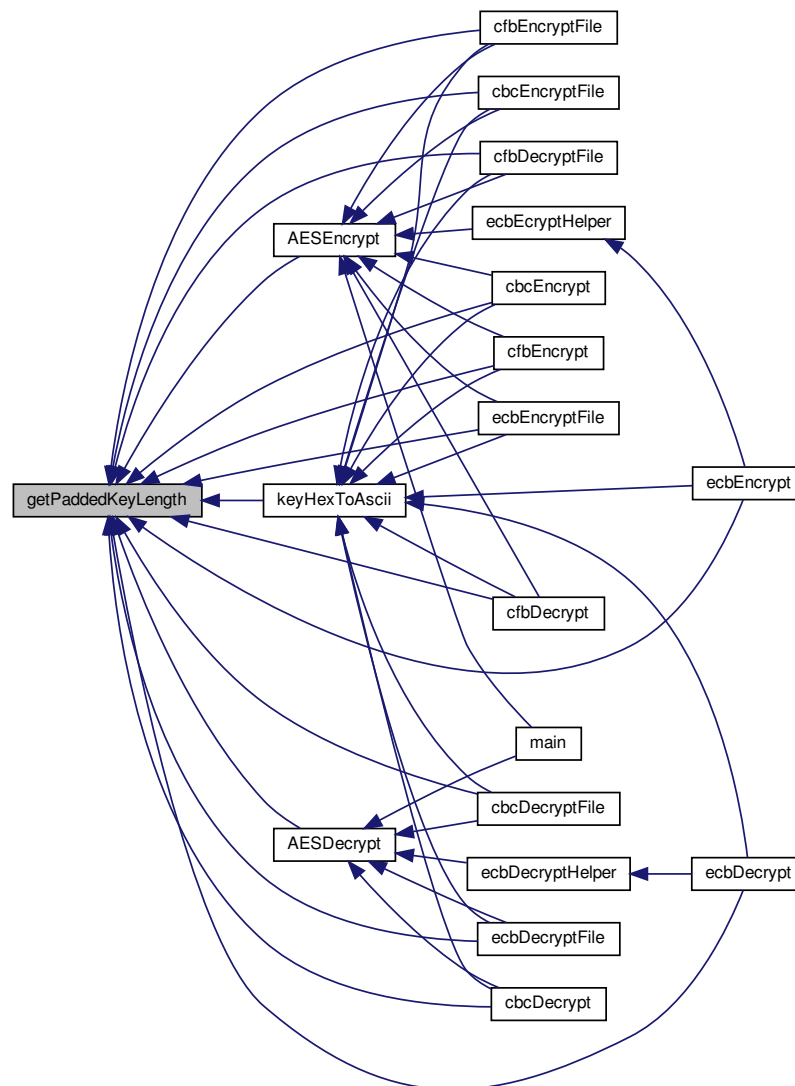 cfbEncryptFile
cbcEncryptFile
cfbDecryptFile
ecbEcryptHelper
AESEncrypt
cbcEncrypt
cfbEncrypt
ecbEncryptFile
ecbEncrypt
getPaddedKeyLength
keyHexToAscii
cfbDecrypt
main
cbcDecryptFile
AESDecrypt
ecbDecryptHelper
ecbDecrypt
ecbDecryptFile
cbcDecrypt